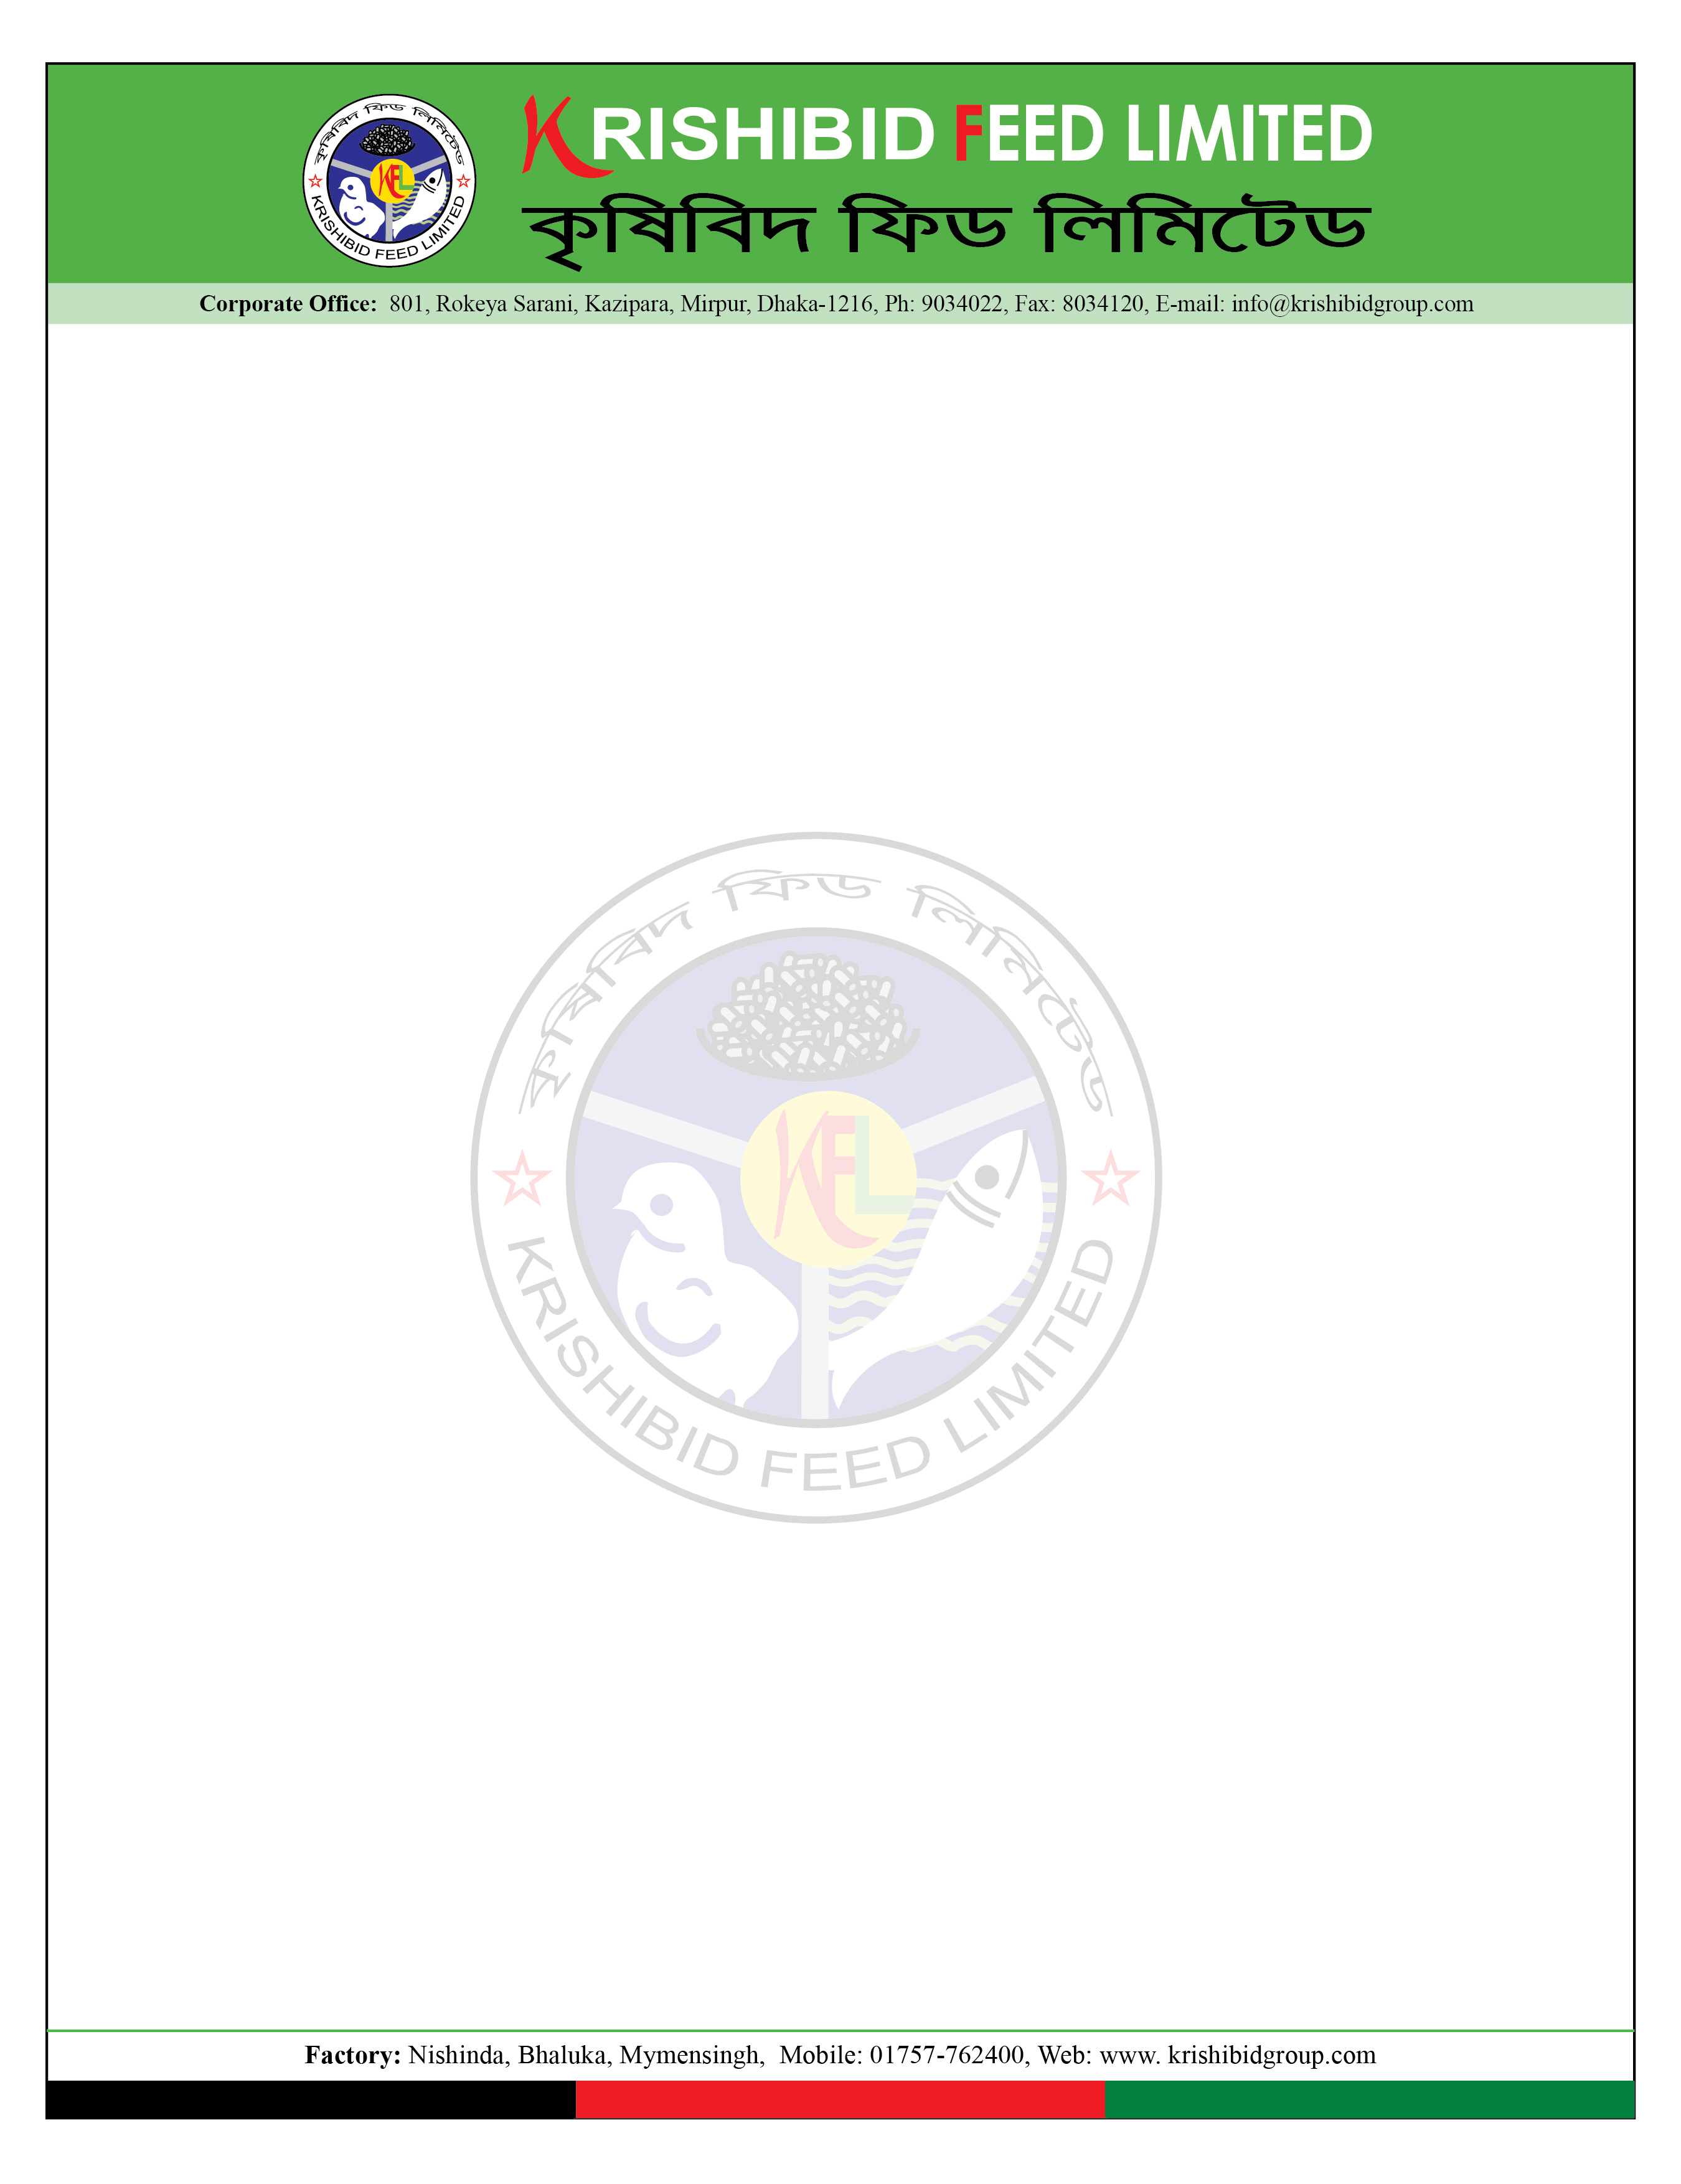 কৃষিবিদ ফিড লিমিটেড
KFL
KRISHIBID FEED LIMITED
KRISHIBID FEED LIMITED
কৃষিবিদ ফিড লিমিটেড
Corporate Office: 801, Rokeya Sarani, Kazipara, Mirpur, Dhaka-1216, Ph: 9034022, Fax: 8034120, E-mail: info@krishibidgroup.com
কৃষিবিদ ফিড লিমিটেড
KFL
KRISHIBID FEED LIMITED
Factory: Nishinda, Bhaluka, Mymensingh, Mobile: 01757-762400, Web: www. krishibidgroup.com